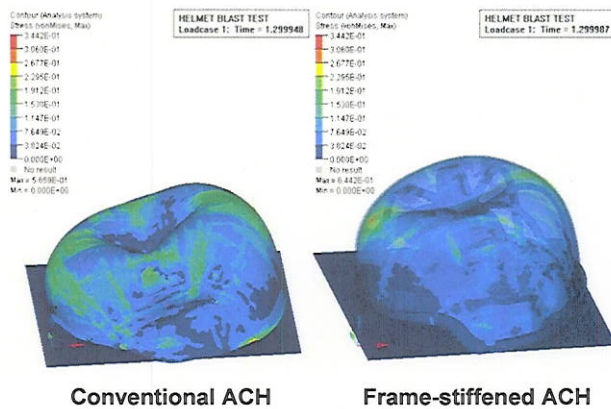 Contour (Analysis system)
Stress (vonMises, Max)
3.442E-01
3.060E-01
2.677E-01
2.295E-01
1.912E-01
1.530E-01
1.147E-01
7.649E-02
3.824E-02
0.000E+00
No result
Max = 5.669E-01
Min = 0.000E+00
HELMET BLAST TEST
Loadcase 1: Time = 1.299948
Contour (Analysis system)
Stress (vonMises, Max)
3.442E-01
3.060E-01
2.677E-01
2.295E-01
1.912E-01
1.530E-01
1.147E-01
7.649E-02
3.824E-02
0.000E+00
No result
Max = 6.442E-01
Min = 0.000E+00
HELMET BLAST TEST
Loadcase 1: Time = 1.299987
Conventional ACH
Frame-stiffened ACH